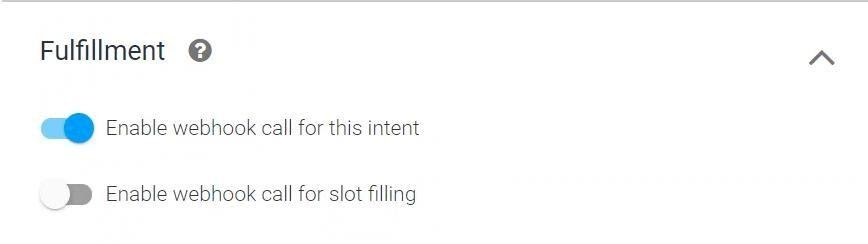 Fulfillment ?
Enable webhook call for this intent
Enable webhook call for slot filling